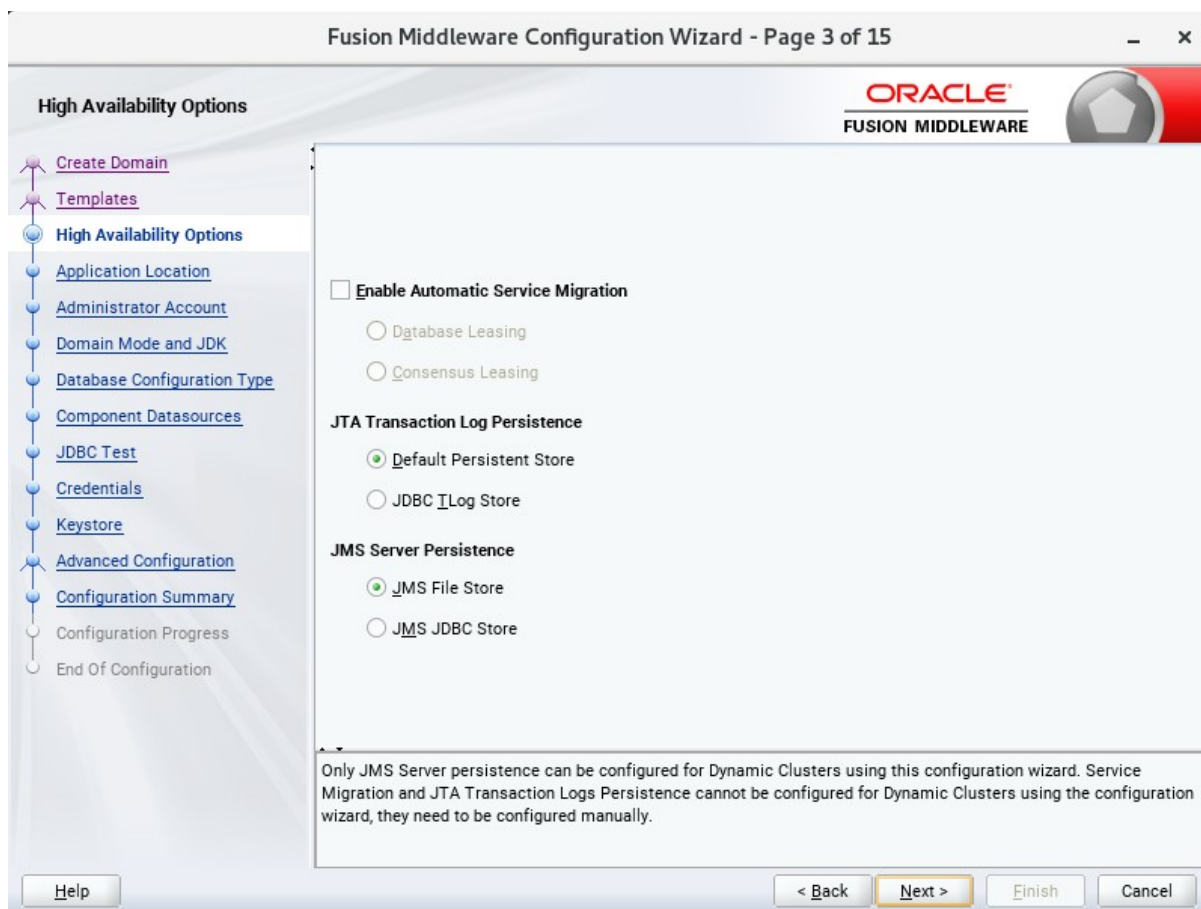 Fusion Middleware Configuration Wizard - Page 3 of 15
High Availability Options
ORACLE
FUSION MIDDLEWARE
Create Domain
Templates
High Availability Options
Application Location
Administrator Account
Domain Mode and JDK
Database Configuration Type
Component Datasources
JDBC Test
Credentials
Keystore
Advanced Configuration
Configuration Summary
Configuration Progress
End Of Configuration
Enable Automatic Service Migration
Database Leasing
Consensus Leasing
JTA Transaction Log Persistence
Default Persistent Store
JDBC TLog Store
JMS Server Persistence
JMS File Store
JMS JDBC Store
Only JMS Server persistence can be configured for Dynamic Clusters using this configuration wizard. Service
Migration and JTA Transaction Logs Persistence cannot be configured for Dynamic Clusters using the configuration
wizard, they need to be configured manually.
Help
< Back
Next >
Finish
Cancel